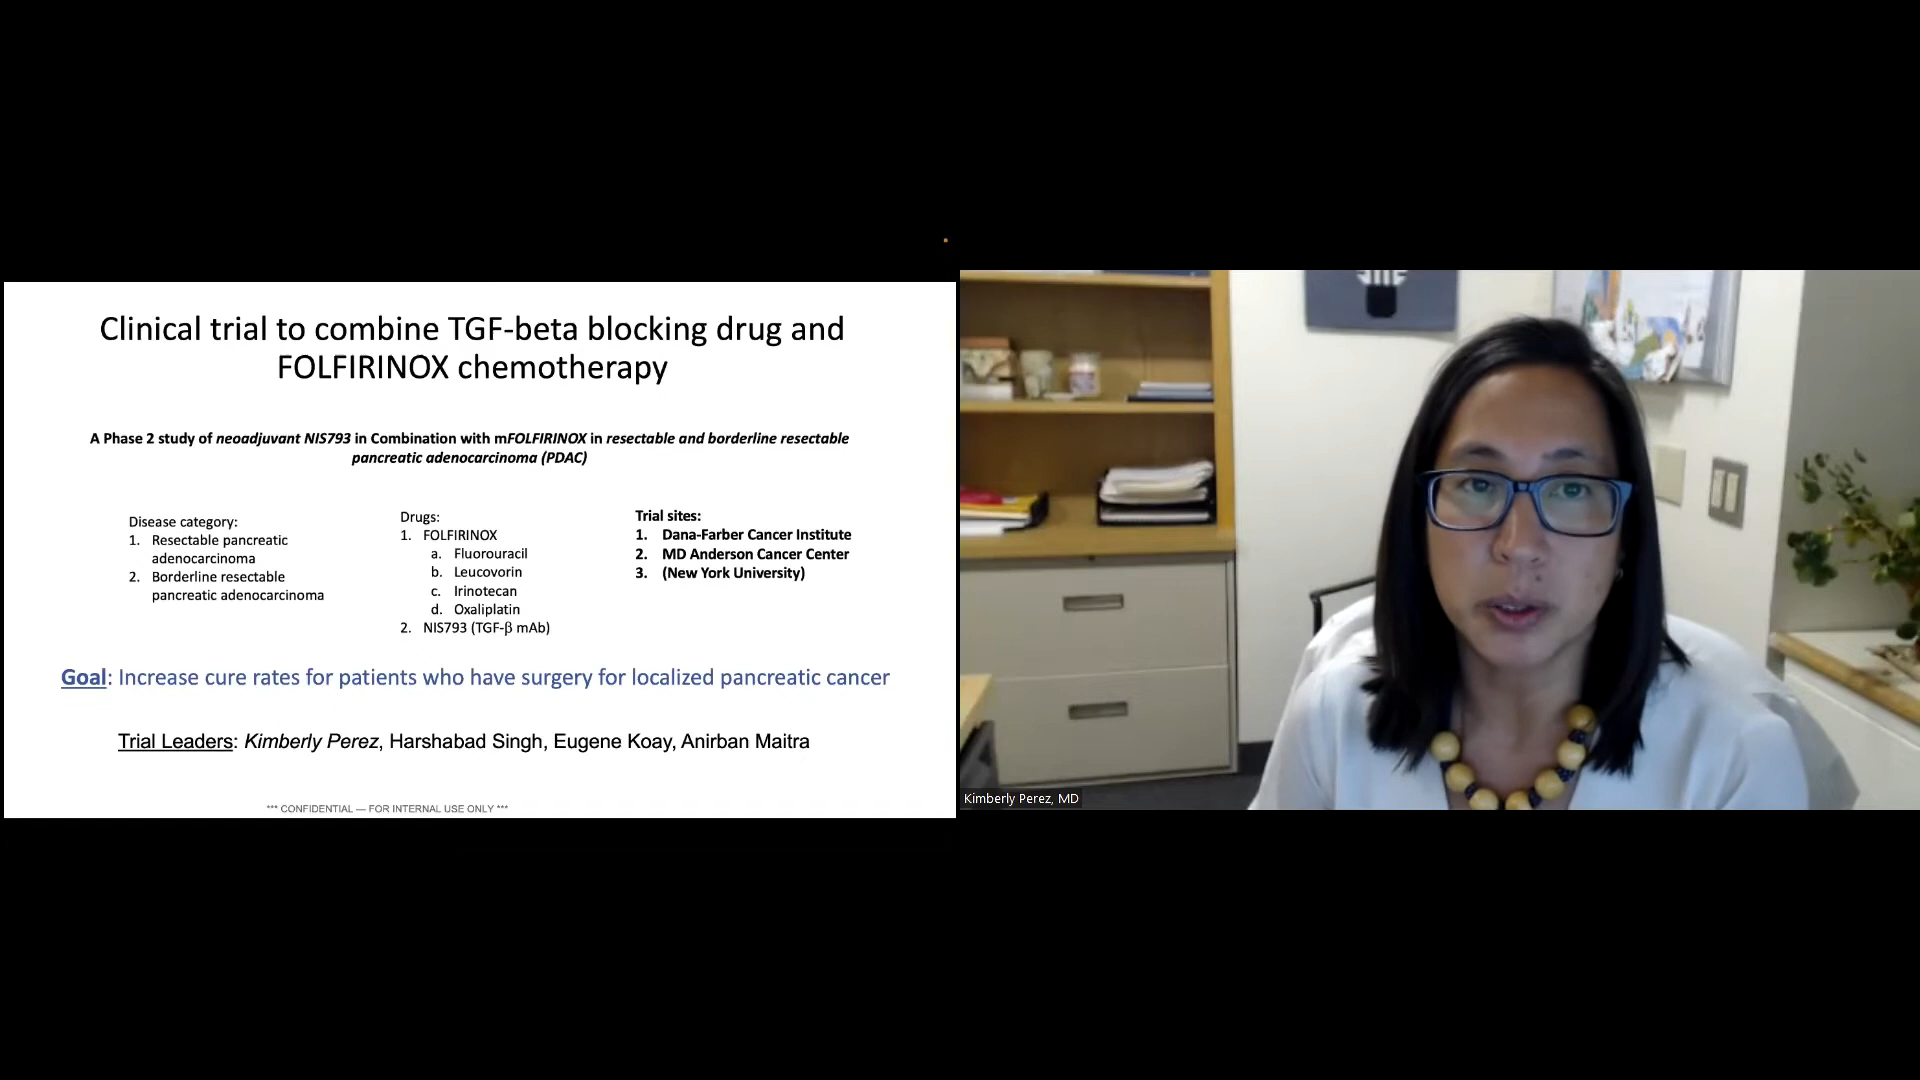 Clinical trial to combine TGF-beta blocking drug and
FOLFIRINOX chemotherapy
A Phase 2 study of neoadjuvant NIS793 in Combination with mFOLFIRINOX in resectable and borderline resectable
pancreatic adenocarcinoma (PDAC)
Disease category:
1. Resectable pancreatic
adenocarcinoma
2. Borderline resectable
pancreatic adenocarcinoma
Drugs:
1. FOLFIRINOX
a. Fluorouracil
b. Leucovorin
c. Irinotecan
d. Oxaliplatin
2. NIS793 (TGF-β mAb)
Trial sites:
1. Dana-Farber Cancer Institute
2. MD Anderson Cancer Center
3. (New York University)
Goal: Increase cure rates for patients who have surgery for localized pancreatic cancer
Trial Leaders: Kimberly Perez, Harshabad Singh, Eugene Koay, Anirban Maitra
*** CONFIDENTIAL — FOR INTERNAL USE ONLY ***
Kimberly Perez, MD